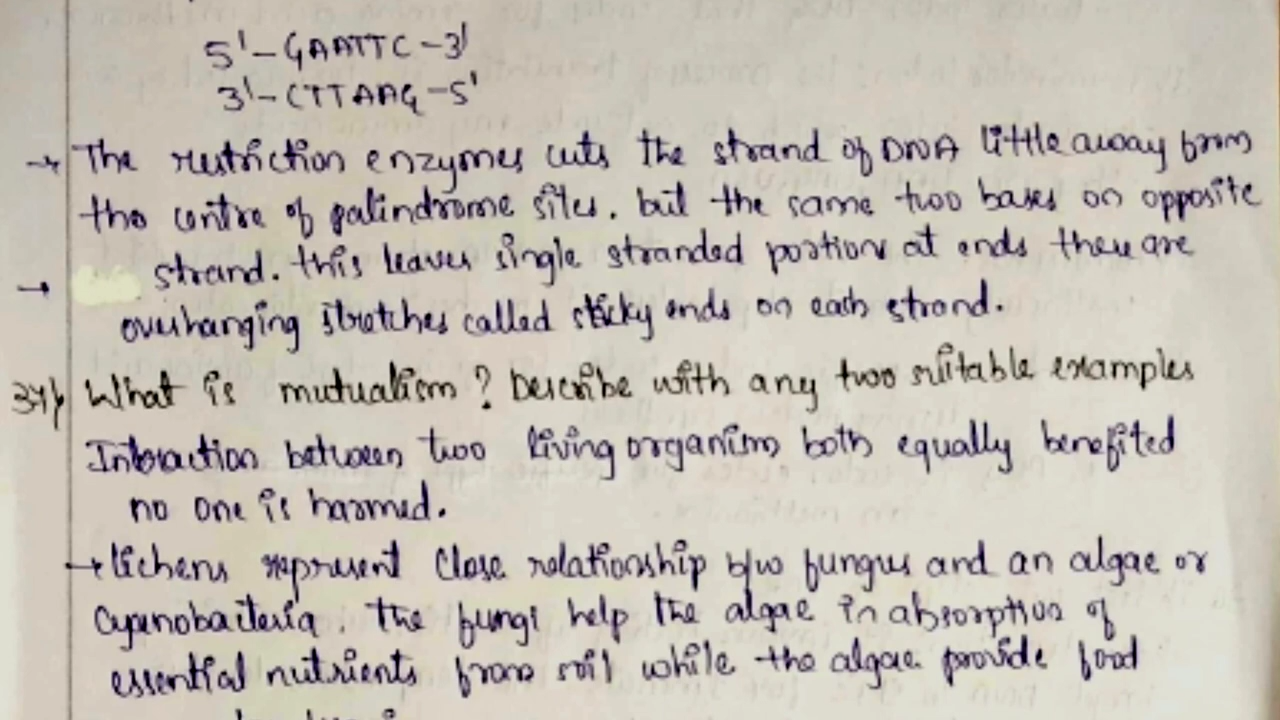 5'-GAATTC-3'
3'-CTTAAG-5'
→ The restriction enzymes cuts the strand of DNA little away from
the centre of palindrome sites. but the same two bases on opposite
→ strand. this leaves single stranded portions at ends these are
overhanging stretches called sticky ends on each strand.
34) What is mutualism? Describe with any two suitable examples
Interaction between two living organism both equally benefited
no one is harmed.
→ lichens represent close relationship b/w fungus and an algae or
cyanobacteria. The fungi help the algae in absorption of
essential nutrients from soil while the algae provide food